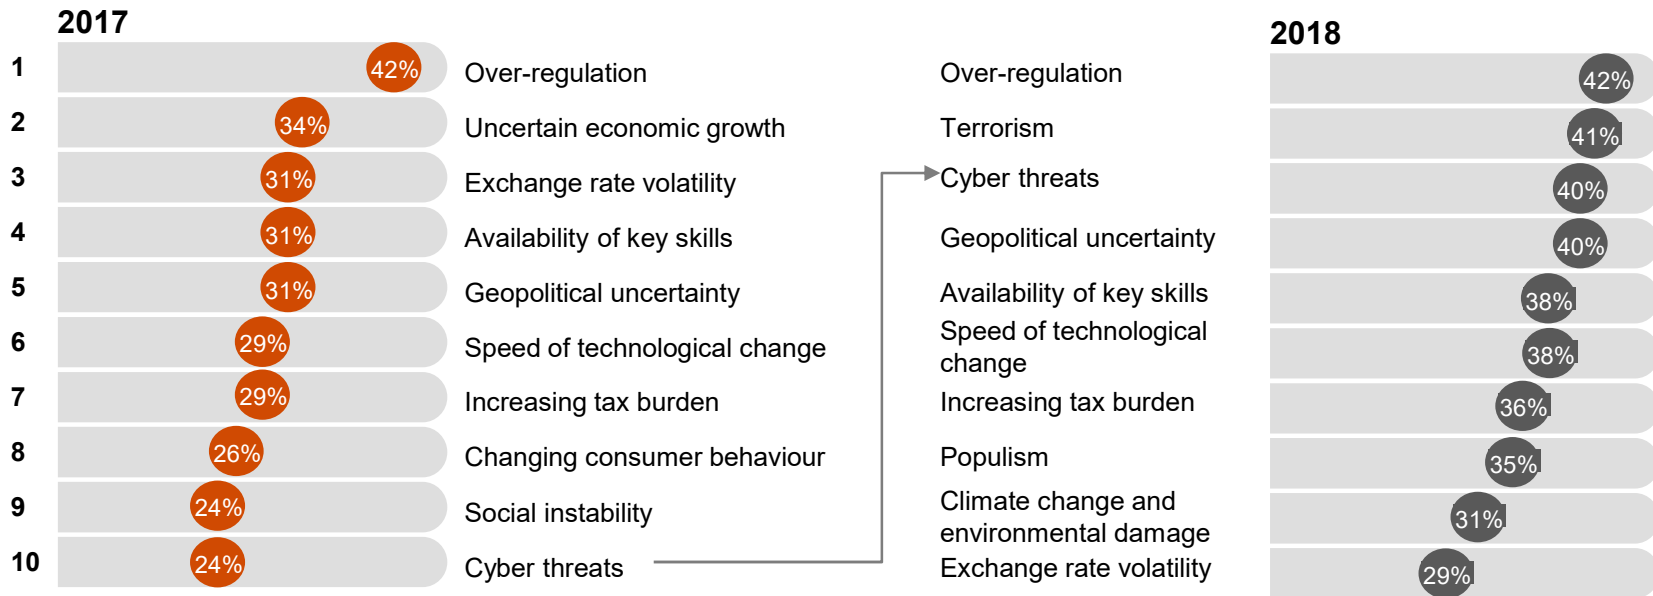 2017
1
42%
Over-regulation
2
34%
Uncertain economic growth
3
31%
Exchange rate volatility
4
31%
Availability of key skills
5
31%
Geopolitical uncertainty
6
29%
Speed of technological change
7
29%
Increasing tax burden
8
26%
Changing consumer behaviour
9
24%
Social instability
10
24%
Cyber threats
2018
Over-regulation
42%
Terrorism
41%
Cyber threats
40%
Geopolitical uncertainty
40%
Availability of key skills
38%
Speed of technological
change
38%
Increasing tax burden
36%
Populism
35%
Climate change and
environmental damage
31%
Exchange rate volatility
29%